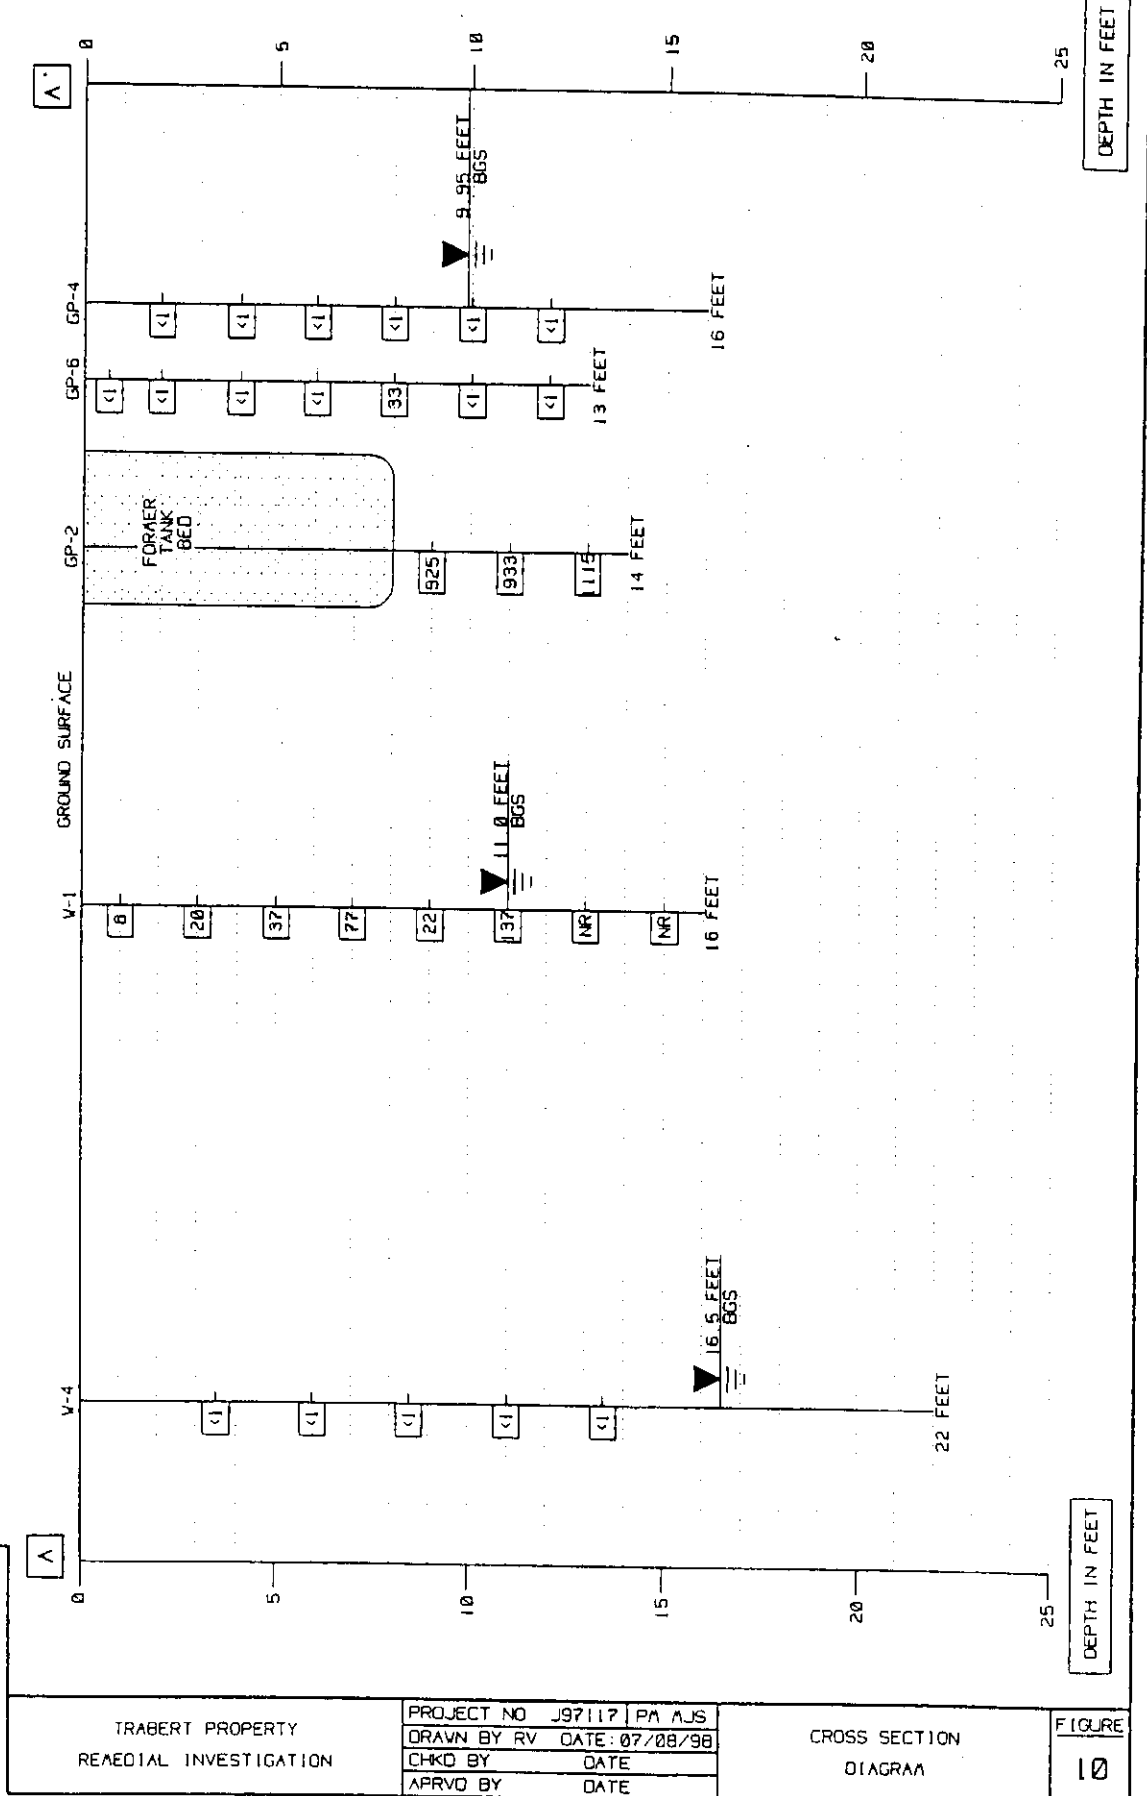 A
A'
GROUND SURFACE
W-4
W-1
GP-2
GP-6
GP-4
0
5
10
15
20
25
DEPTH IN FEET
<1
<1
<1
<1
<1
16.5 FEET
BGS
22 FEET
8
20
37
77
22
137
NR
NR
11.0 FEET
BGS
16 FEET
FORMER
TANK
BED
925
933
1115
14 FEET
<1
<1
<1
<1
33
<1
<1
13 FEET
<1
<1
<1
<1
<1
<1
9.95 FEET
BGS
16 FEET
0
5
10
15
20
25
DEPTH IN FEET
TRABERT PROPERTY
REMEDIAL INVESTIGATION
PROJECT NO J97117 PM MJS
DRAWN BY RV DATE: 07/08/98
CHKD BY DATE
APRVD BY DATE
CROSS SECTION
DIAGRAM
FIGURE
10